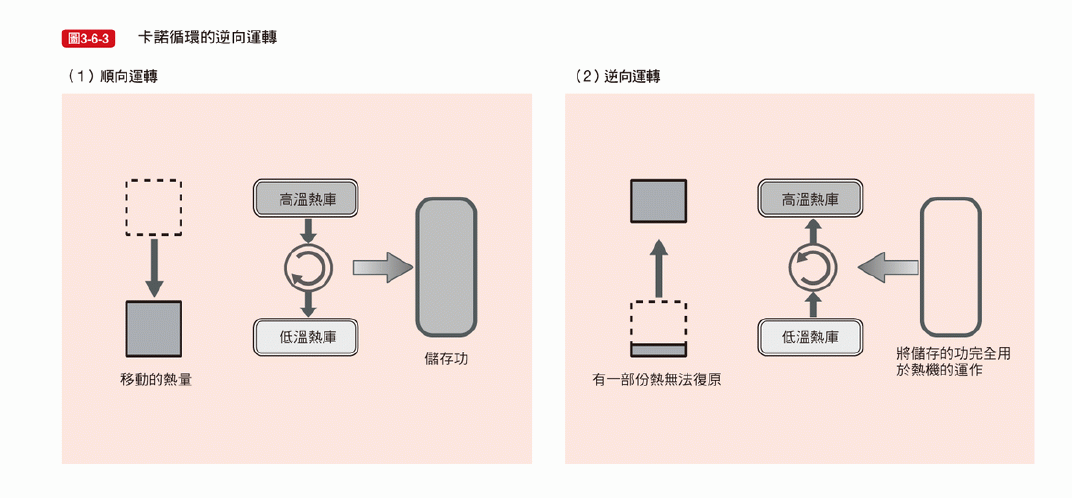 圖3-6-3 卡諾循環的逆向運轉
（1）順向運轉
高溫熱庫
低溫熱庫
移動的熱量
儲存功
（2）逆向運轉
高溫熱庫
低溫熱庫
有一部份熱無法復原
將儲存的功完全用
於熱機的運作